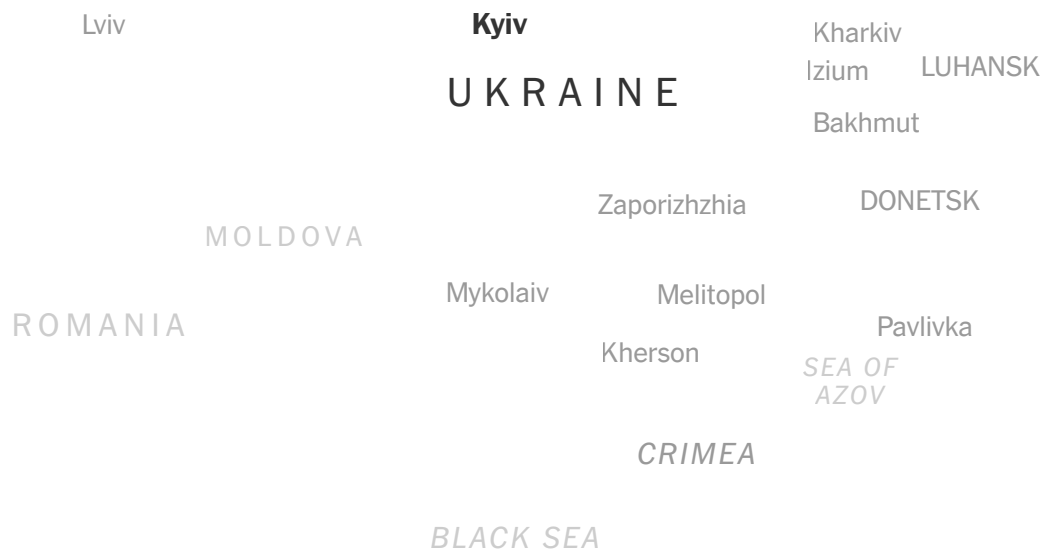 Lviv
Kyiv
Kharkiv
Izium
LUHANSK
UKRAINE
Bakhmut
Zaporizhzhia
DONETSK
MOLDOVA
Mykolaiv
Melitopol
ROMANIA
Pavlivka
Kherson
SEA OF
AZOV
CRIMEA
BLACK SEA